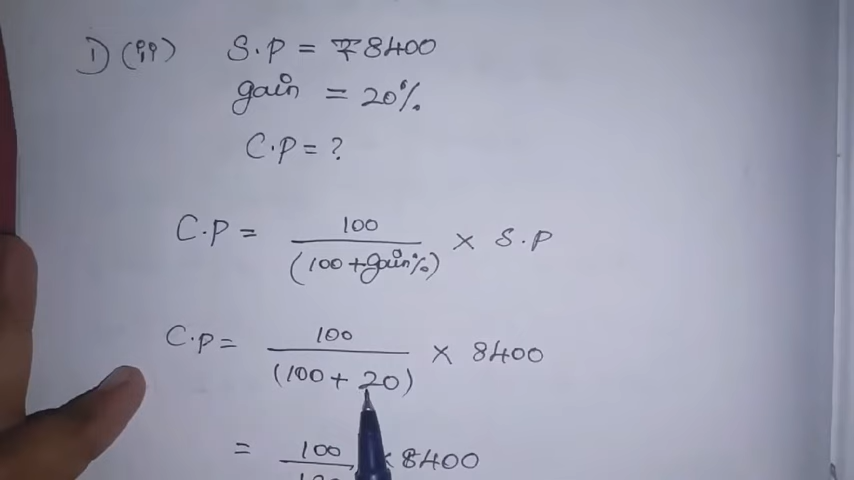 1) (ii) S.P = ₹8400
gain = 20%
C.P = ?
C.P = 100 / (100 + gain%) × S.P
C.P = 100 / (100 + 20) × 8400
= 100 / × 8400